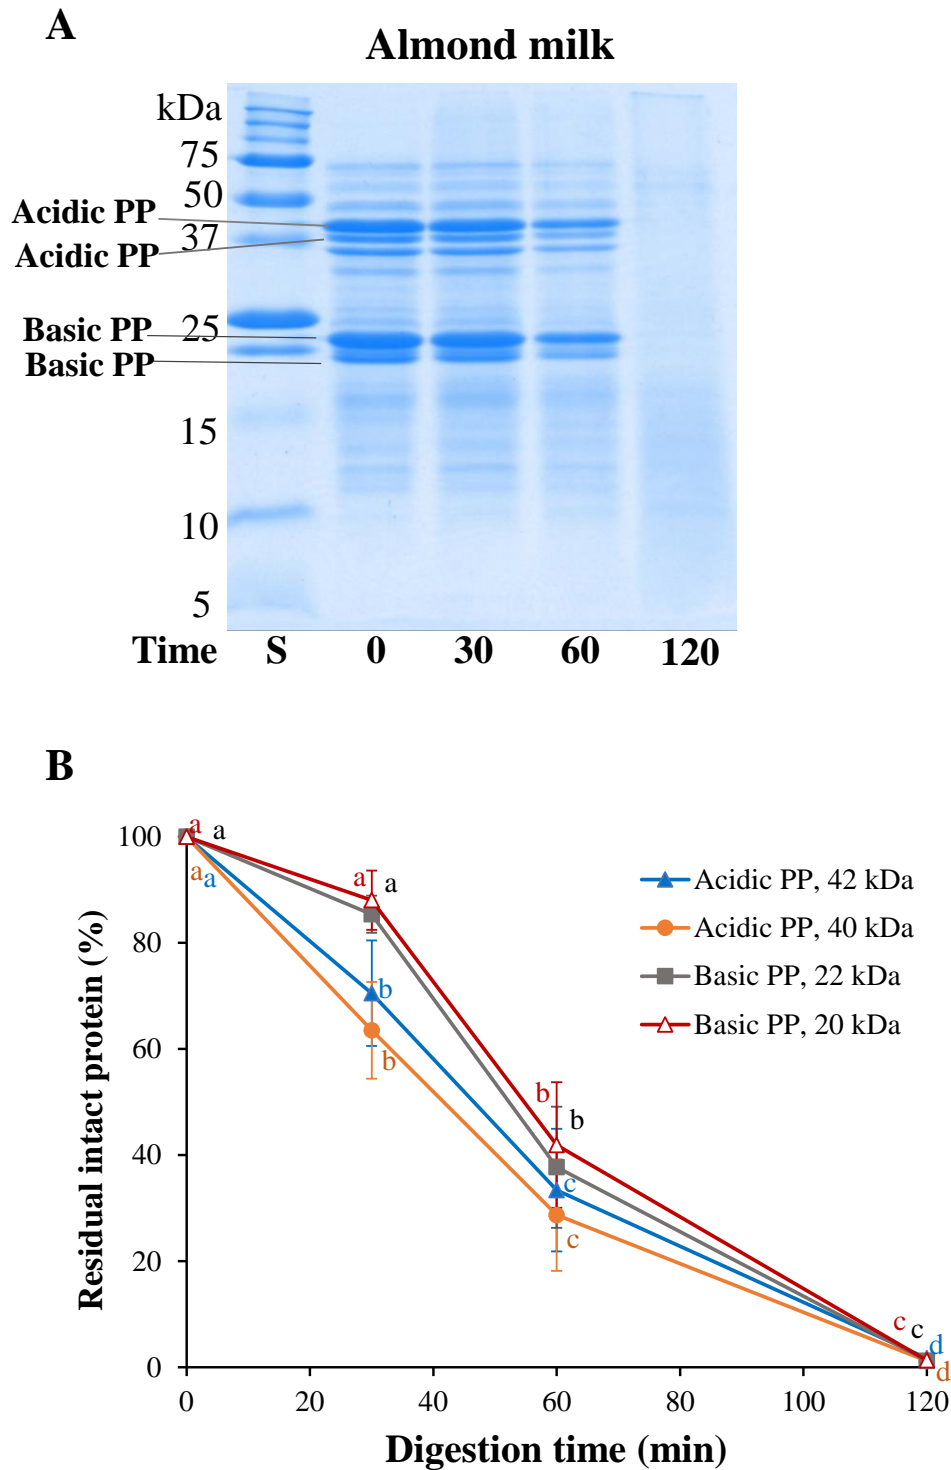 A
Almond milk
kDa
75
50
Acidic PP
37
Acidic PP
25
Basic PP
Basic PP
15
10
5
Time S 0 30 60 120
B
Residual intact protein (%)
100
80
60
40
20
0
a a
a a
a a
b
b
b b
c
c
c c
d
d
Acidic PP, 42 kDa
Acidic PP, 40 kDa
Basic PP, 22 kDa
Basic PP, 20 kDa
0 20 40 60 80 100 120
Digestion time (min)